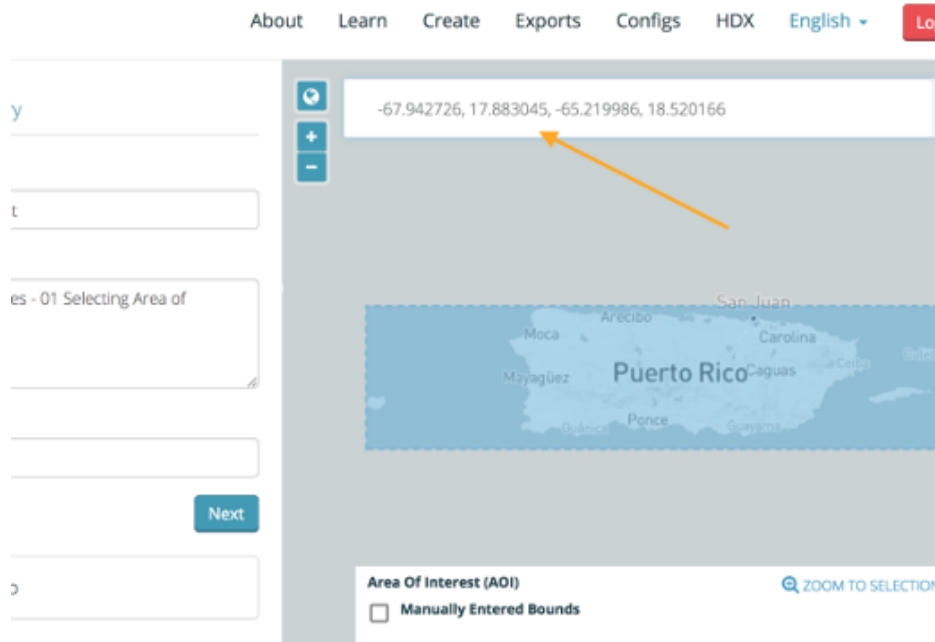 About Learn Create Exports Configs HDX English
-67.942726, 17.883045, -65.219986, 18.520166
y
t
es - 01 Selecting Area of
San Juan
Arecibo
Moca
Carolina
Puerto Rico
Caguas
Ceiba
Mayagüez
Ponce
Guánica
Guayama
Next
Area Of Interest (AOI)
ZOOM TO SELECTION
Manually Entered Bounds